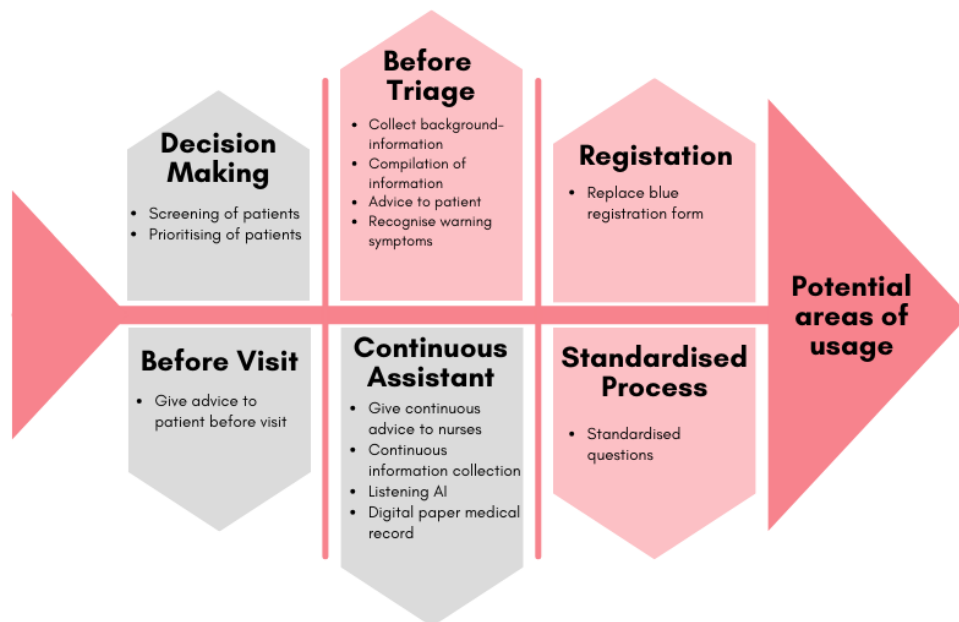 Decision
Making
• Screening of patients
• Prioritising of patients
Before
Triage
• Collect background-
information
• Compilation of
information
• Advice to patient
• Recognise warning
symptoms
Registation
• Replace blue
registration form
Before Visit
• Give advice to
patient before visit
Continuous
Assistant
• Give continuous
advice to nurses
• Continuous
information collection
• Listening AI
• Digital paper medical
record
Standardised
Process
• Standardised
questions
Potential
areas of
usage